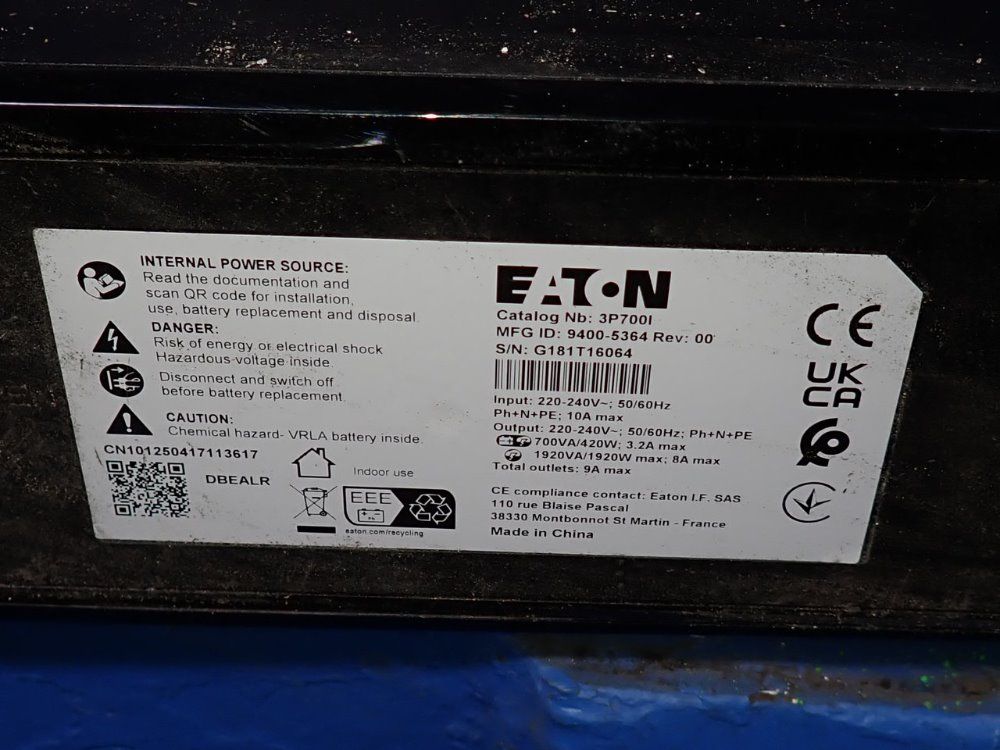 INTERNAL POWER SOURCE:
Read the documentation and
scan QR code for installation,
use, battery replacement and disposal.
DANGER:
Risk of energy or electrical shock
Hazardous voltage inside.
Disconnect and switch off
before battery replacement.
CAUTION:
Chemical hazard- VRLA battery inside.
CN101250417113617
DBEALR
Indoor use
EEE
eaton.com/recycling
EATON
Catalog Nb: 3P700I
MFG ID: 9400-5364 Rev: 00
S/N: G181T16064
Input: 220-240V~; 50/60Hz
Ph+N+PE; 10A max
Output: 220-240V~; 50/60Hz; Ph+N+PE
700VA/420W; 3.2A max
1920VA/1920W max; 8A max
Total outlets: 9A max
CE compliance contact: Eaton I.F. SAS
110 rue Blaise Pascal
38330 Montbonnot St Martin - France
Made in China
CE
UK
CA